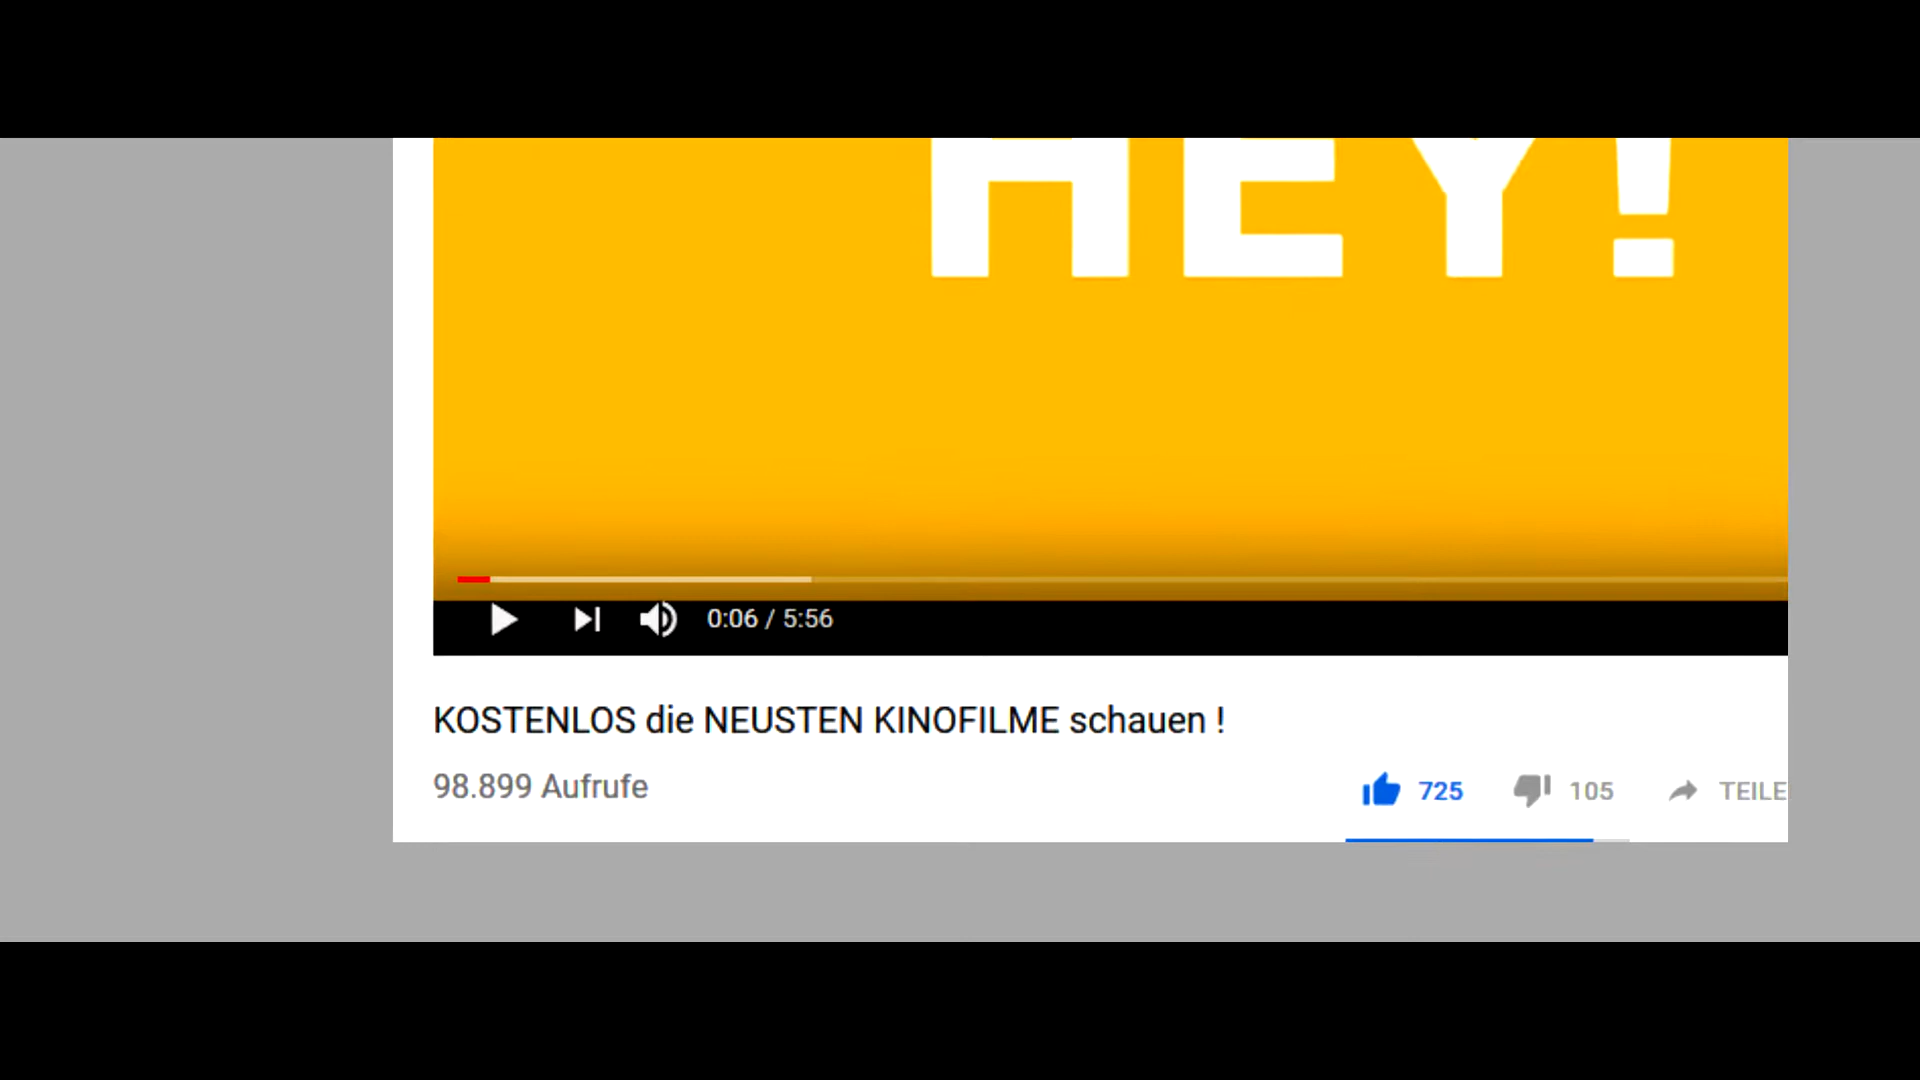 HEY!
0:06 / 5:56
KOSTENLOS die NEUSTEN KINOFILME schauen !
98.899 Aufrufe
725
105
TEILE